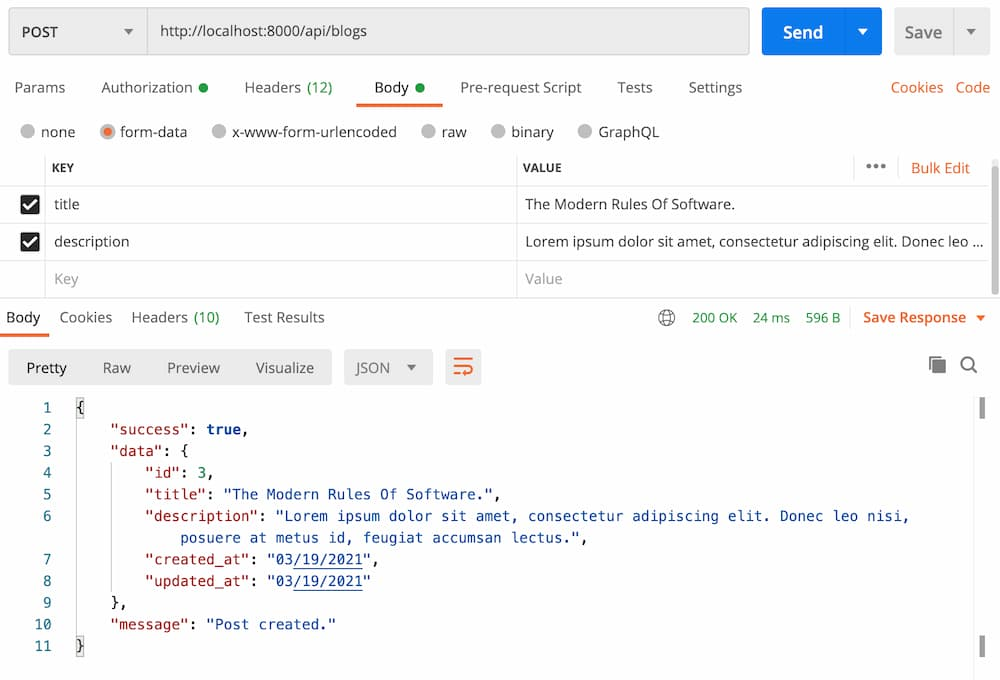 POST http://localhost:8000/api/blogs Send Save
Params Authorization Headers (12) Body Pre-request Script Tests Settings Cookies Code
none form-data x-www-form-urlencoded raw binary GraphQL
KEY VALUE ••• Bulk Edit
title The Modern Rules Of Software.
description Lorem ipsum dolor sit amet, consectetur adipiscing elit. Donec leo ...
Key Value
Body Cookies Headers (10) Test Results 200 OK 24 ms 596 B Save Response
Pretty Raw Preview Visualize JSON
1 {
2 "success": true,
3 "data": {
4 "id": 3,
5 "title": "The Modern Rules Of Software.",
6 "description": "Lorem ipsum dolor sit amet, consectetur adipiscing elit. Donec leo nisi,
posuere at metus id, feugiat accumsan lectus.",
7 "created_at": "03/19/2021",
8 "updated_at": "03/19/2021"
9 },
10 "message": "Post created."
11 }